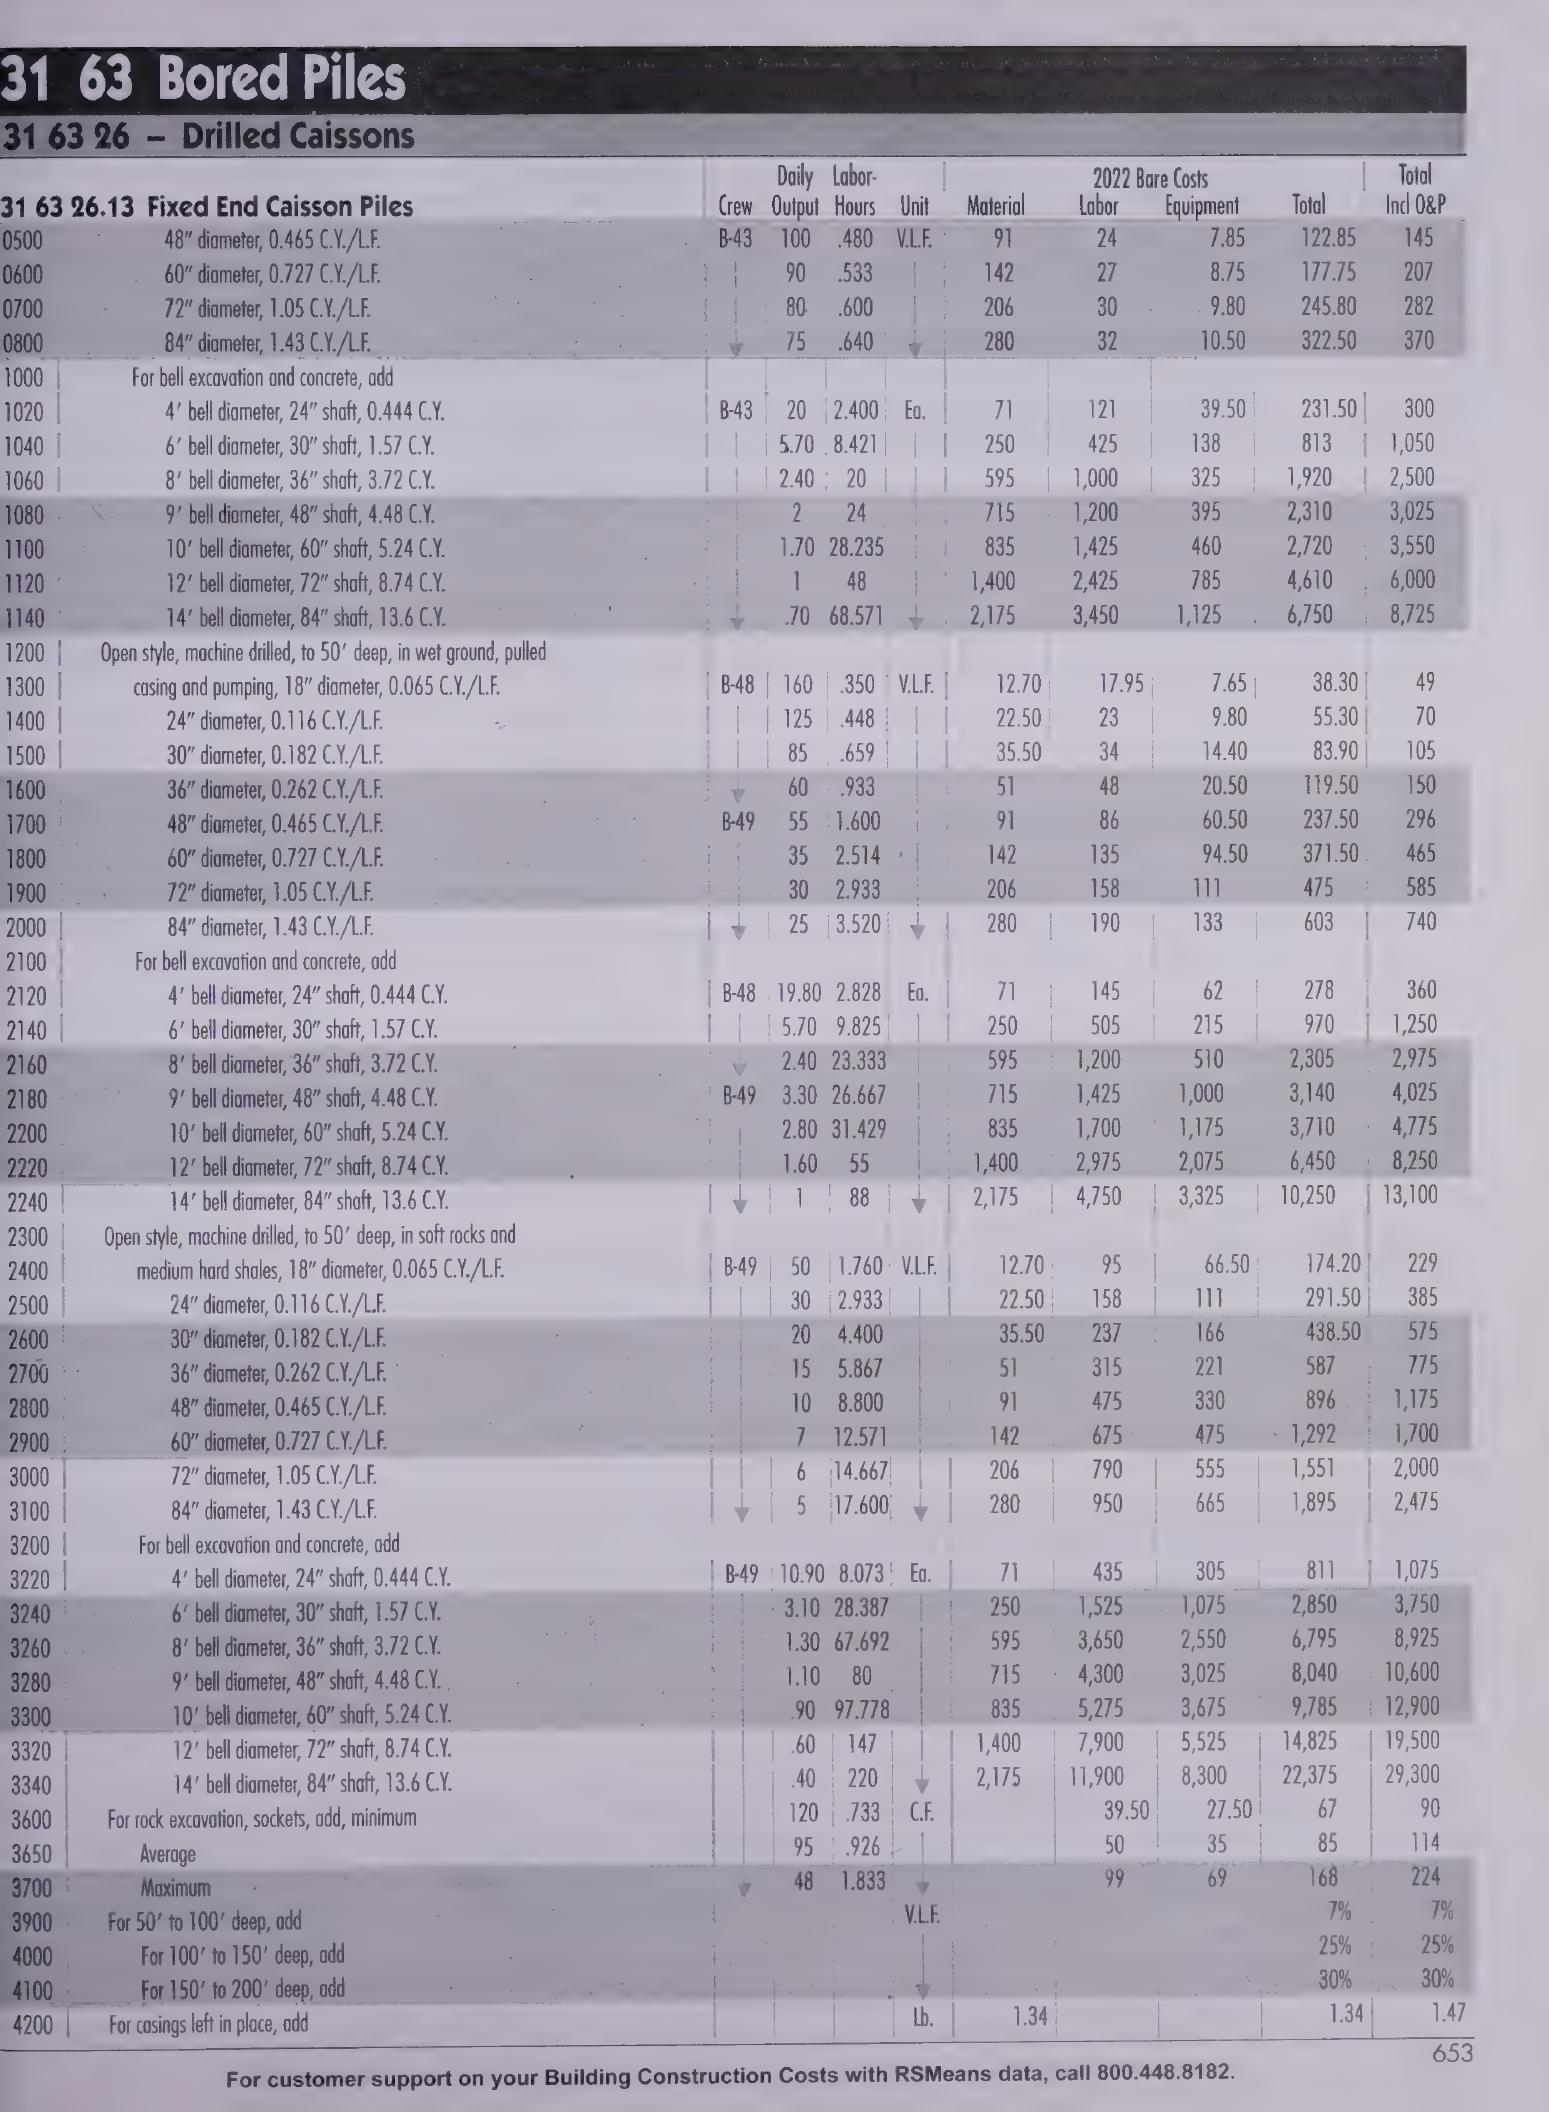 31 63 Bored Piles
31 63 26 – Drilled Caissons
Daily Labor- 2022 Bare Costs Total
31 63 26.13 Fixed End Caisson Piles Crew Output Hours Unit Material Labor Equipment Total Incl O&P
0500 48" diameter, 0.465 C.Y./L.F. B-43 100 .480 V.L.F. 91 24 7.85 122.85 145
0600 60" diameter, 0.727 C.Y./L.F. 90 .533 142 27 8.75 177.75 207
0700 72" diameter, 1.05 C.Y./L.F. 80 .600 206 30 9.80 245.80 282
0800 84" diameter, 1.43 C.Y./L.F. 75 .640 280 32 10.50 322.50 370
1000 For bell excavation and concrete, add
1020 4' bell diameter, 24" shaft, 0.444 C.Y. B-43 20 2.400 Ea. 71 121 39.50 231.50 300
1040 6' bell diameter, 30" shaft, 1.57 C.Y. 5.70 8.421 250 425 138 813 1,050
1060 8' bell diameter, 36" shaft, 3.72 C.Y. 2.40 20 595 1,000 325 1,920 2,500
1080 9' bell diameter, 48" shaft, 4.48 C.Y. 2 24 715 1,200 395 2,310 3,025
1100 10' bell diameter, 60" shaft, 5.24 C.Y. 1.70 28.235 835 1,425 460 2,720 3,550
1120 12' bell diameter, 72" shaft, 8.74 C.Y. 1 48 1,400 2,425 785 4,610 6,000
1140 14' bell diameter, 84" shaft, 13.6 C.Y. .70 68.571 2,175 3,450 1,125 6,750 8,725
1200 Open style, machine drilled, to 50' deep, in wet ground, pulled
1300 casing and pumping, 18" diameter, 0.065 C.Y./L.F. B-48 160 .350 V.L.F. 12.70 17.95 7.65 38.30 49
1400 24" diameter, 0.116 C.Y./L.F. 125 .448 22.50 23 9.80 55.30 70
1500 30" diameter, 0.182 C.Y./L.F. 85 .659 35.50 34 14.40 83.90 105
1600 36" diameter, 0.262 C.Y./L.F. 60 .933 51 48 20.50 119.50 150
1700 48" diameter, 0.465 C.Y./L.F. B-49 55 1.600 91 86 60.50 237.50 296
1800 60" diameter, 0.727 C.Y./L.F. 35 2.514 142 135 94.50 371.50 465
1900 72" diameter, 1.05 C.Y./L.F. 30 2.933 206 158 111 475 585
2000 84" diameter, 1.43 C.Y./L.F. 25 3.520 280 190 133 603 740
2100 For bell excavation and concrete, add
2120 4' bell diameter, 24" shaft, 0.444 C.Y. B-48 19.80 2.828 Ea. 71 145 62 278 360
2140 6' bell diameter, 30" shaft, 1.57 C.Y. 5.70 9.825 250 505 215 970 1,250
2160 8' bell diameter, 36" shaft, 3.72 C.Y. 2.40 23.333 595 1,200 510 2,305 2,975
2180 9' bell diameter, 48" shaft, 4.48 C.Y. B-49 3.30 26.667 715 1,425 1,000 3,140 4,025
2200 10' bell diameter, 60" shaft, 5.24 C.Y. 2.80 31.429 835 1,700 1,175 3,710 4,775
2220 12' bell diameter, 72" shaft, 8.74 C.Y. 1.60 55 1,400 2,975 2,075 6,450 8,250
2240 14' bell diameter, 84" shaft, 13.6 C.Y. 1 88 2,175 4,750 3,325 10,250 13,100
2300 Open style, machine drilled, to 50' deep, in soft rocks and
2400 medium hard shales, 18" diameter, 0.065 C.Y./L.F. B-49 50 1.760 V.L.F. 12.70 95 66.50 174.20 229
2500 24" diameter, 0.116 C.Y./L.F. 30 2.933 22.50 158 111 291.50 385
2600 30" diameter, 0.182 C.Y./L.F. 20 4.400 35.50 237 166 438.50 575
2700 36" diameter, 0.262 C.Y./L.F. 15 5.867 51 315 221 587 775
2800 48" diameter, 0.465 C.Y./L.F. 10 8.800 91 475 330 896 1,175
2900 60" diameter, 0.727 C.Y./L.F. 7 12.571 142 675 475 1,292 1,700
3000 72" diameter, 1.05 C.Y./L.F. 6 14.667 206 790 555 1,551 2,000
3100 84" diameter, 1.43 C.Y./L.F. 5 17.600 280 950 665 1,895 2,475
3200 For bell excavation and concrete, add
3220 4' bell diameter, 24" shaft, 0.444 C.Y. B-49 10.90 8.073 Ea. 71 435 305 811 1,075
3240 6' bell diameter, 30" shaft, 1.57 C.Y. 3.10 28.387 250 1,525 1,075 2,850 3,750
3260 8' bell diameter, 36" shaft, 3.72 C.Y. 1.30 67.692 595 3,650 2,550 6,795 8,925
3280 9' bell diameter, 48" shaft, 4.48 C.Y. 1.10 80 715 4,300 3,025 8,040 10,600
3300 10' bell diameter, 60" shaft, 5.24 C.Y. .90 97.778 835 5,275 3,675 9,785 12,900
3320 12' bell diameter, 72" shaft, 8.74 C.Y. .60 147 1,400 7,900 5,525 14,825 19,500
3340 14' bell diameter, 84" shaft, 13.6 C.Y. .40 220 2,175 11,900 8,300 22,375 29,300
3600 For rock excavation, sockets, add, minimum 120 .733 C.F. 39.50 27.50 67 90
3650 Average 95 .926 50 35 85 114
3700 Maximum 48 1.833 99 69 168 224
3900 For 50' to 100' deep, add V.L.F. 7% 7%
4000 For 100' to 150' deep, add 25% 25%
4100 For 150' to 200' deep, add 30% 30%
4200 For casings left in place, add Lb. 1.34 1.34 1.47
653
For customer support on your Building Construction Costs with RSMeans data, call 800.448.8182.